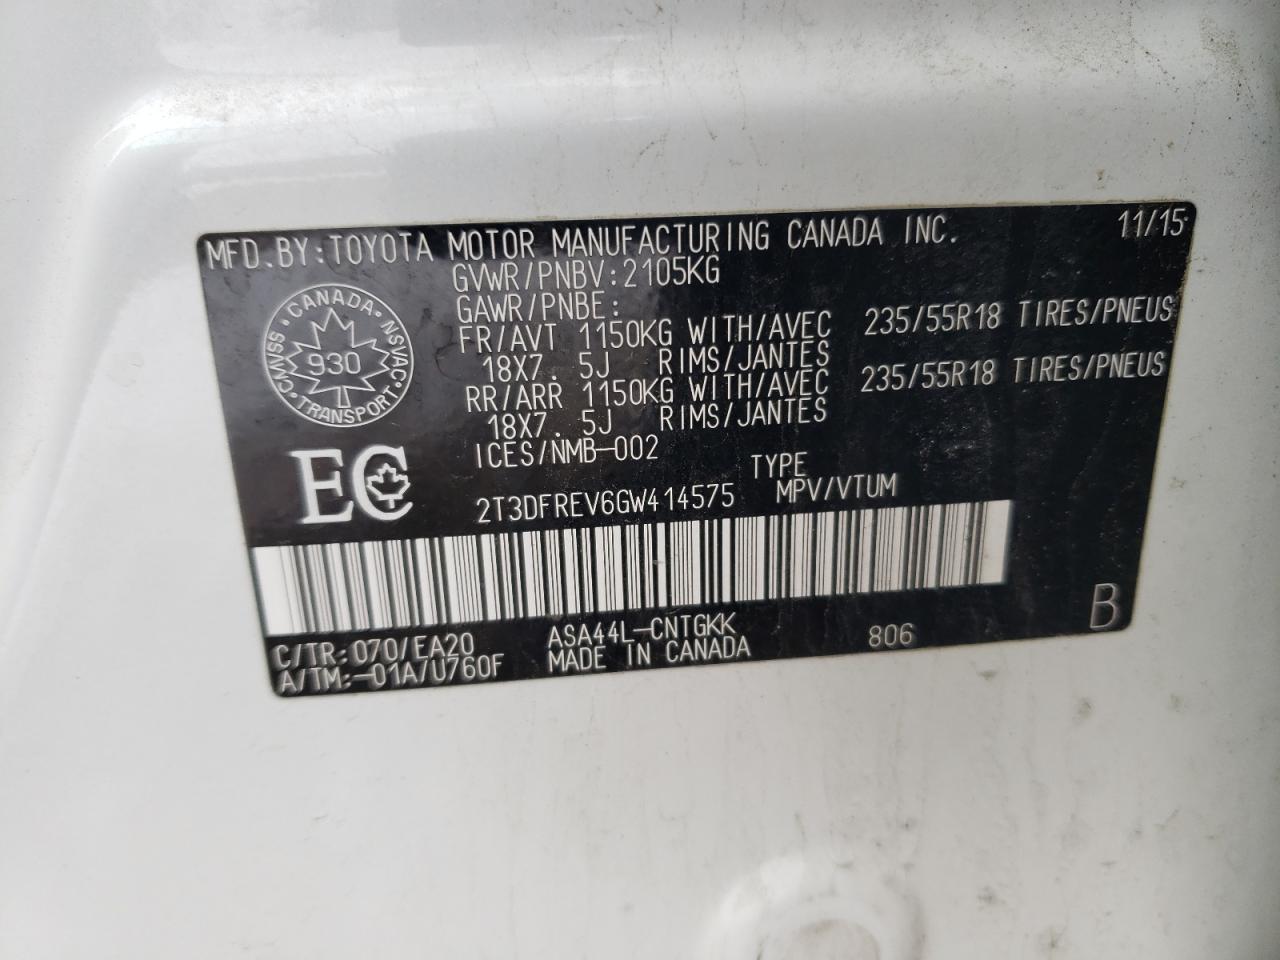 MFD.BY:TOYOTA MOTOR MANUFACTURING CANADA INC. 11/15
GVWR/PNBV:2105KG
GAWR/PNBE:
FR/AVT 1150KG WITH/AVEC 235/55R18 TIRES/PNEUS
18X7.5J RIMS/JANTES
RR/ARR 1150KG WITH/AVEC 235/55R18 TIRES/PNEUS
18X7.5J RIMS/JANTES
ICES/NMB-002
CANADA
CMVSS NSVAC
930
TRANSPORT
EC
TYPE
2T3DFREV6GW414575 MPV/VTUM
B
C/TR:070/EA20 ASA44L-CNTGKK 806
A/TM:-01A/U760F MADE IN CANADA